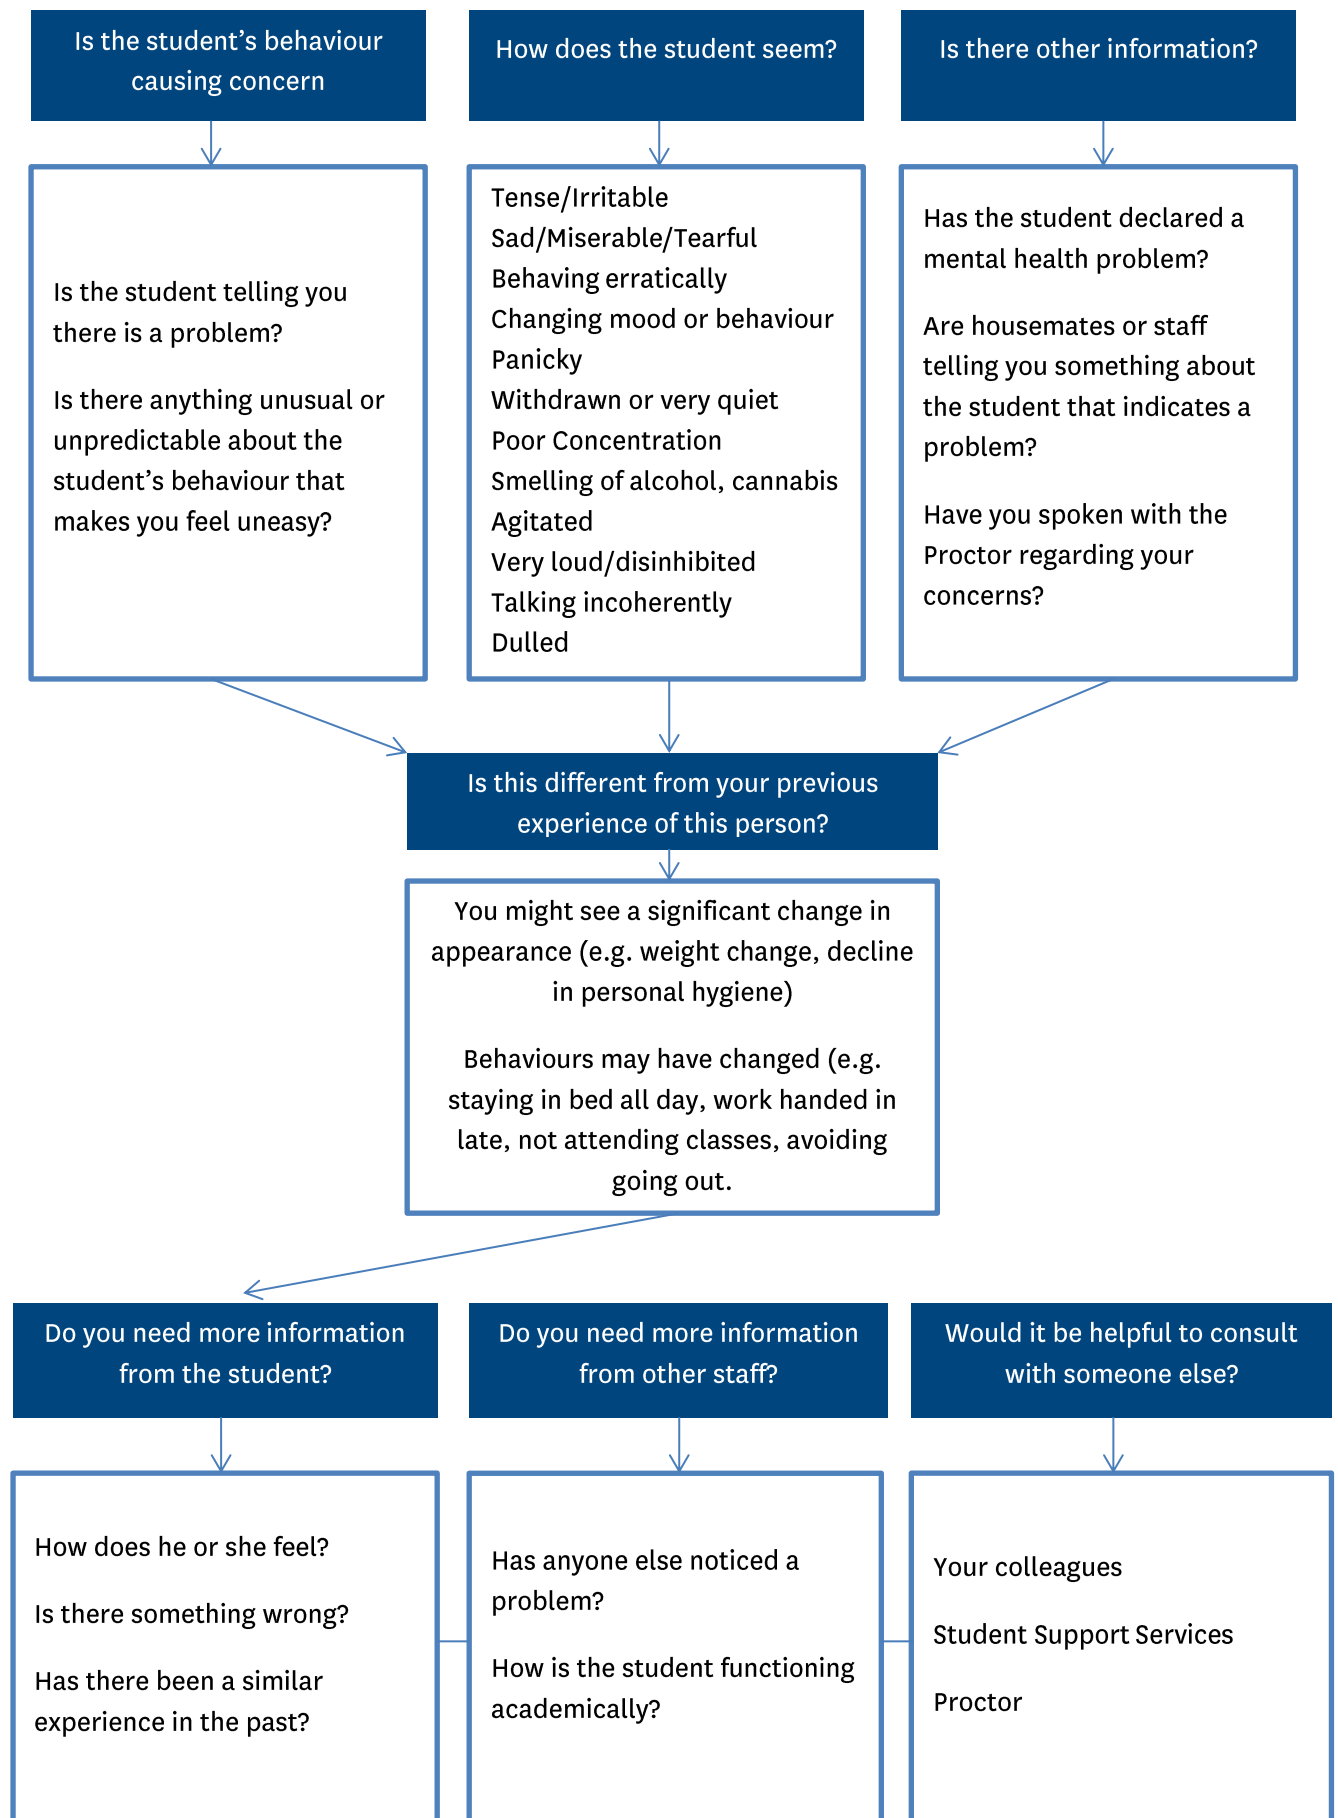 Is the student’s behaviour
causing concern
How does the student seem?
Is there other information?
Is the student telling you
there is a problem?
Is there anything unusual or
unpredictable about the
student’s behaviour that
makes you feel uneasy?
Tense/Irritable
Sad/Miserable/Tearful
Behaving erratically
Changing mood or behaviour
Panicky
Withdrawn or very quiet
Poor Concentration
Smelling of alcohol, cannabis
Agitated
Very loud/disinhibited
Talking incoherently
Dulled
Has the student declared a
mental health problem?
Are housemates or staff
telling you something about
the student that indicates a
problem?
Have you spoken with the
Proctor regarding your
concerns?
Is this different from your previous
experience of this person?
You might see a significant change in
appearance (e.g. weight change, decline
in personal hygiene)
Behaviours may have changed (e.g.
staying in bed all day, work handed in
late, not attending classes, avoiding
going out.
Do you need more information
from the student?
Do you need more information
from other staff?
Would it be helpful to consult
with someone else?
How does he or she feel?
Is there something wrong?
Has there been a similar
experience in the past?
Has anyone else noticed a
problem?
How is the student functioning
academically?
Your colleagues
Student Support Services
Proctor